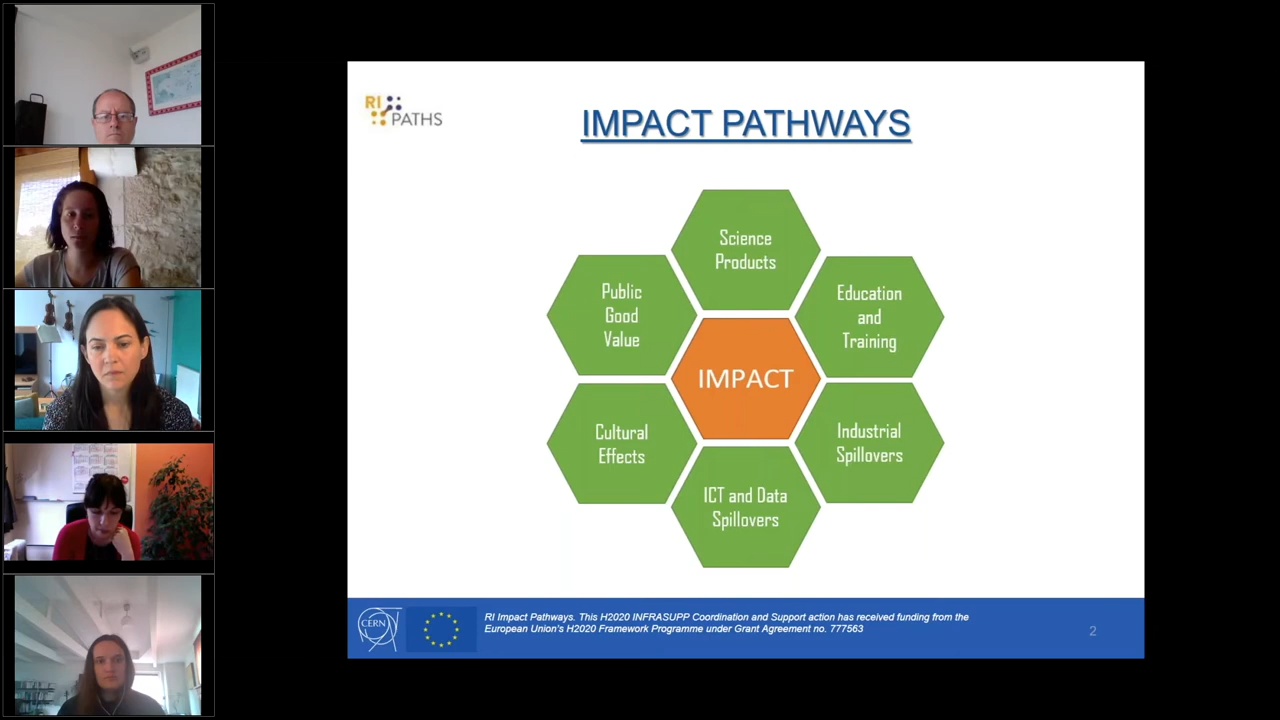 RI
PATHS
IMPACT PATHWAYS
Science
Products
Public
Good
Value
Education
and
Training
IMPACT
Cultural
Effects
Industrial
Spillovers
ICT and Data
Spillovers
CERN
RI Impact Pathways. This H2020 INFRASUPP Coordination and Support action has received funding from the
European Union's H2020 Framework Programme under Grant Agreement no. 777563
2